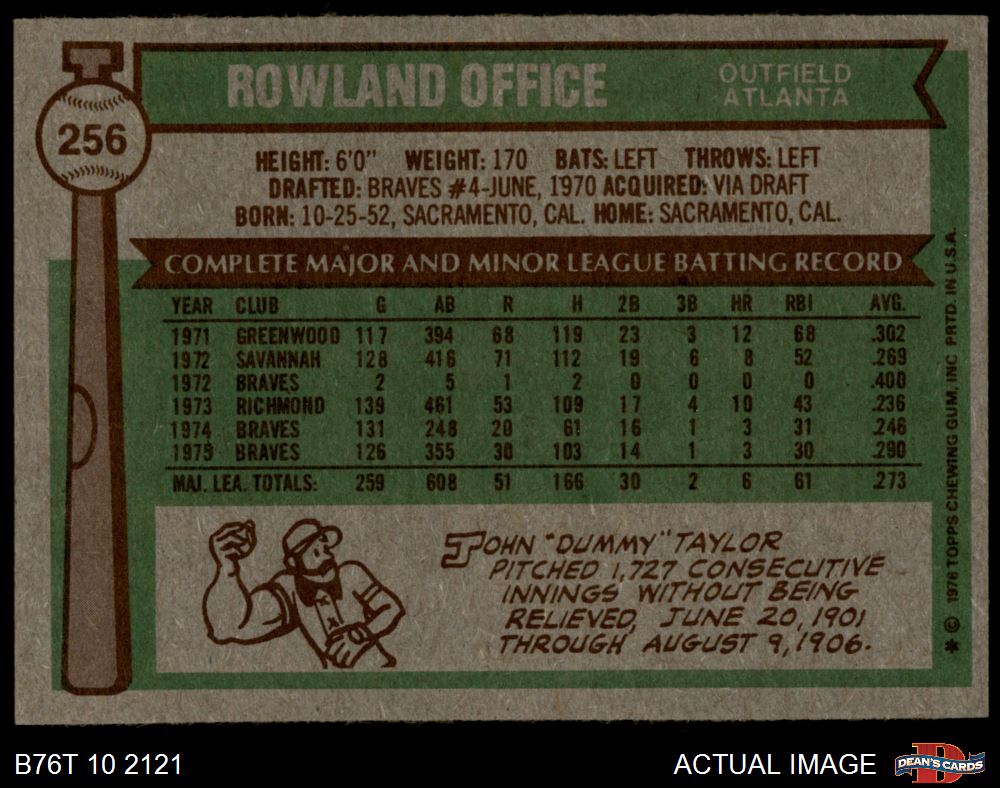 ROWLAND OFFICE
OUTFIELD
ATLANTA
256
HEIGHT: 6'0" WEIGHT: 170 BATS: LEFT THROWS: LEFT
DRAFTED: BRAVES #4-JUNE, 1970 ACQUIRED: VIA DRAFT
BORN: 10-25-52, SACRAMENTO, CAL. HOME: SACRAMENTO, CAL.
COMPLETE MAJOR AND MINOR LEAGUE BATTING RECORD
YEAR CLUB G AB R H 2B 3B HR RBI AVG.
1971 GREENWOOD 117 394 68 119 23 3 12 68 .302
1972 SAVANNAH 128 416 71 112 19 6 8 52 .269
1972 BRAVES 2 5 1 2 0 0 0 0 .400
1973 RICHMOND 139 461 53 109 17 4 10 43 .236
1974 BRAVES 131 248 20 61 16 1 3 31 .246
1975 BRAVES 126 355 30 103 14 1 3 30 .290
MAJ. LEA. TOTALS: 259 608 51 166 30 2 6 61 .273
JOHN "DUMMY" TAYLOR
PITCHED 1,727 CONSECUTIVE
INNINGS WITHOUT BEING
RELIEVED, JUNE 20, 1901
THROUGH AUGUST 9, 1906.
* © 1976 TOPPS CHEWING GUM, INC PRTD. IN U.S.A.
B76T 10 2121
ACTUAL IMAGE
DEAN'S CARDS